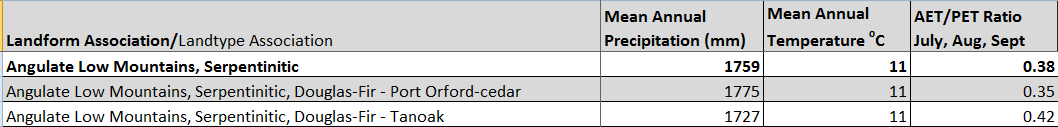 Landform Association/Landtype Association Mean Annual Precipitation (mm) Mean Annual Temperature °C AET/PET Ratio July, Aug, Sept
Angulate Low Mountains, Serpentinitic 1759 11 0.38
Angulate Low Mountains, Serpentinitic, Douglas-Fir - Port Orford-cedar 1775 11 0.35
Angulate Low Mountains, Serpentinitic, Douglas-Fir - Tanoak 1727 11 0.42